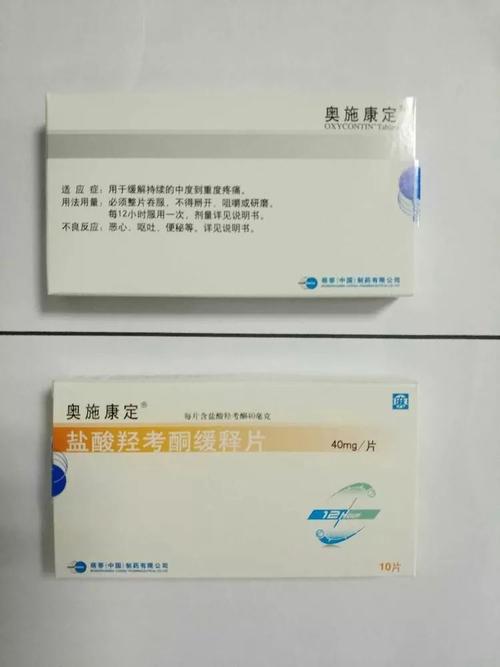 奥施康定®
OXYCONTIN® Tablets
适 应 症：用于缓解持续的中度到重度疼痛。
用法用量：必须整片吞服，不得掰开、咀嚼或研磨。
每12小时服用一次，剂量详见说明书。
不良反应：恶心、呕吐、便秘等。详见说明书。
萌蒂(中国)制药有限公司
奥施康定®
每片含盐酸羟考酮40毫克
麻
盐酸羟考酮缓释片
40mg/片
12HOUR
萌蒂(中国)制药有限公司
10片